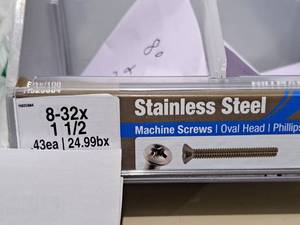 8-32x
1 1/2
.43ea | 24.99bx
Stainless Steel
Machine Screws | Oval Head | Phillips